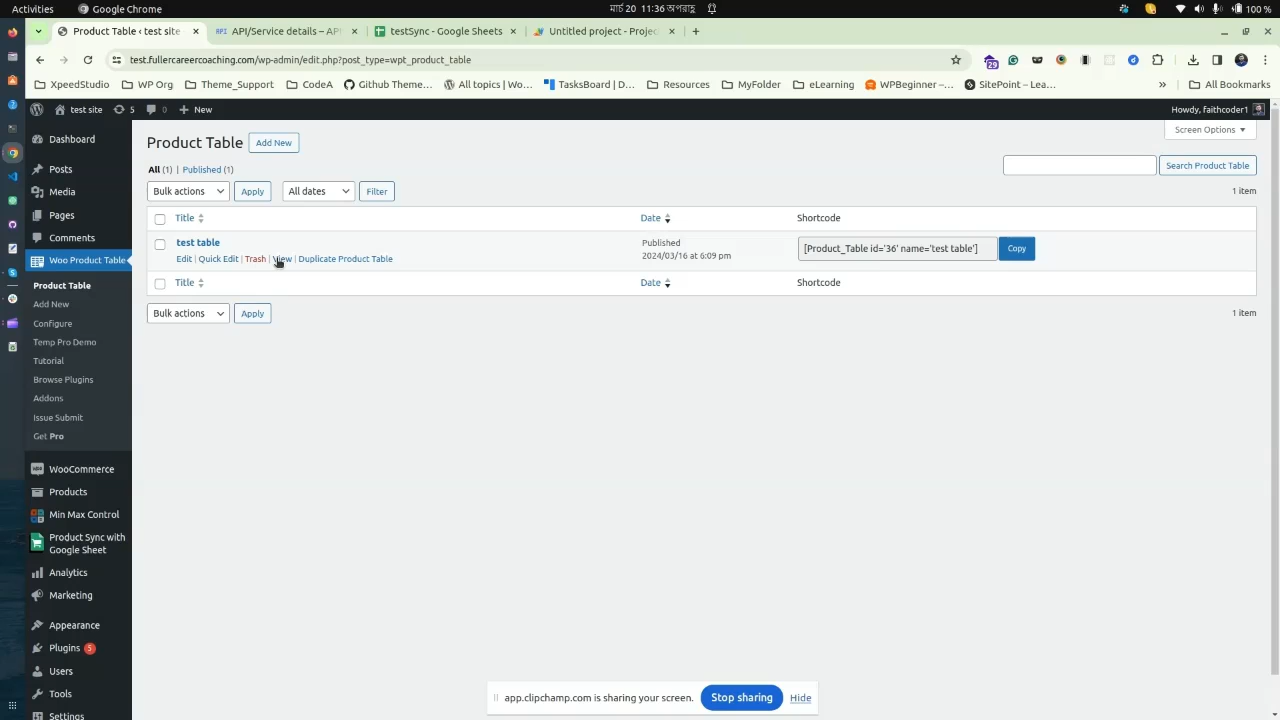 Activities Google Chrome মার্চ 20 11:36 অপরাহ্ণ 100 %
Product Table ‹ test site API/Service details – API testSync - Google Sheets Untitled project - Projec
test.fullercareercoaching.com/wp-admin/edit.php?post_type=wpt_product_table
XpeedStudio WP Org Theme_Support CodeA Github Theme... All topics | Wo... TasksBoard | D... Resources MyFolder eLearning WPBeginner –... SitePoint – Lea... » All Bookmarks
test site 5 0 New Howdy, faithcoder1
Screen Options
Dashboard
Posts
Media
Pages
Comments
Woo Product Table
Product Table
Add New
Configure
Temp Pro Demo
Tutorial
Browse Plugins
Addons
Issue Submit
Get Pro
WooCommerce
Products
Min Max Control
Product Sync with
Google Sheet
Analytics
Marketing
Appearance
Plugins 5
Users
Tools
Settings
Product Table Add New
All (1) | Published (1)
Search Product Table
Bulk actions Apply All dates Filter 1 item
Title Date Shortcode
test table Published [Product_Table id='36' name='test table'] Copy
Edit | Quick Edit | Trash | View | Duplicate Product Table 2024/03/16 at 6:09 pm
Title Date Shortcode
Bulk actions Apply 1 item
app.clipchamp.com is sharing your screen. Stop sharing Hide